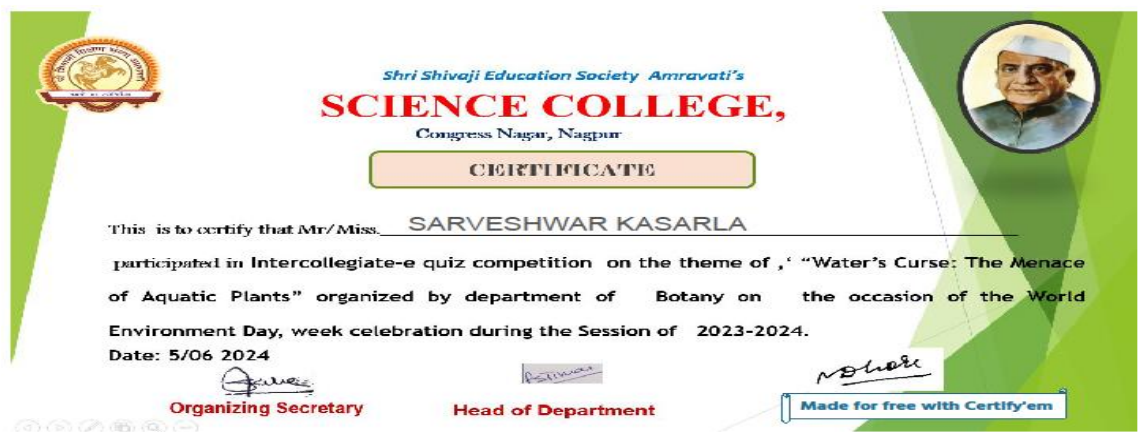 Shri Shivaji Education Society Amravati's
SCIENCE COLLEGE,
Congress Nagar, Nagpur
CERTIFICATE
This is to certify that Mr/Miss. SARVESHWAR KASARLA
participated in Intercollegiate-e quiz competition on the theme of ,‘ “Water's Curse: The Menace
of Aquatic Plants” organized by department of Botany on the occasion of the World
Environment Day, week celebration during the Session of 2023-2024.
Date: 5/06 2024
Organizing Secretary
Head of Department
Made for free with Certify'em